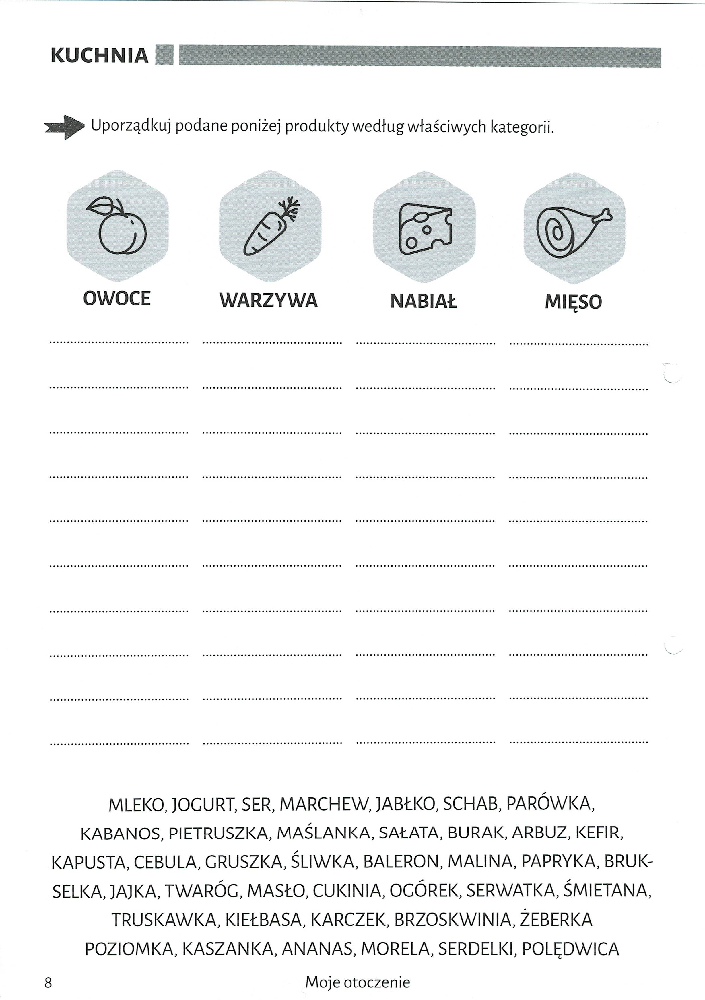 KUCHNIA
Uporządkuj podane poniżej produkty według właściwych kategorii.
OWOCE WARZYWA NABIAŁ MIĘSO
MLEKO, JOGURT, SER, MARCHEW, JABŁKO, SCHAB, PARÓWKA,
KABANOS, PIETRUSZKA, MAŚLANKA, SAŁATA, BURAK, ARBUZ, KEFIR,
KAPUSTA, CEBULA, GRUSZKA, ŚLIWKA, BALERON, MALINA, PAPRYKA, BRUK-
SELKA, JAJKA, TWARÓG, MASŁO, CUKINIA, OGÓREK, SERWATKA, ŚMIETANA,
TRUSKAWKA, KIEŁBASA, KARCZEK, BRZOSKWINIA, ŻEBERKA
POZIOMKA, KASZANKA, ANANAS, MORELA, SERDELKI, POLĘDWICA
8 Moje otoczenie